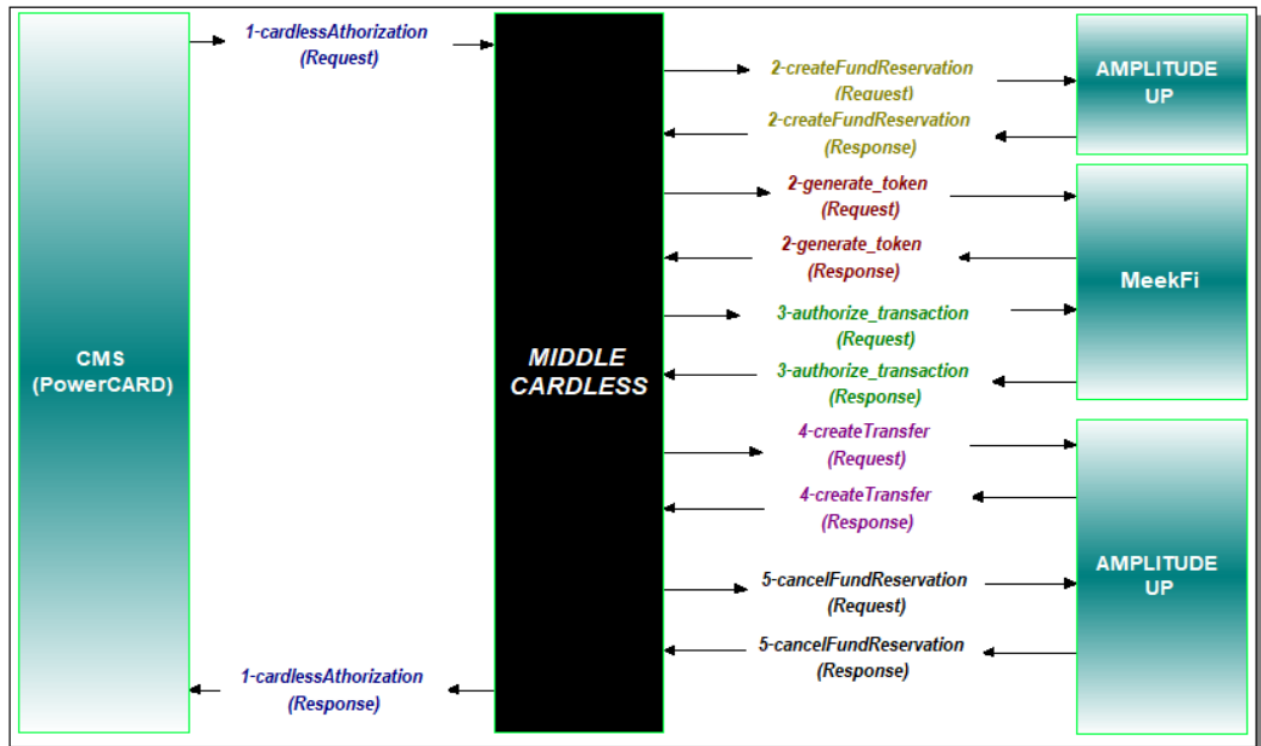 1-cardlessAthorization
(Request)
2-createFundReservation
(Request)
AMPLITUDE
UP
2-createFundReservation
(Response)
2-generate_token
(Request)
2-generate_token
(Response)
MeekFi
3-authorize_transaction
(Request)
CMS
(PowerCARD)
MIDDLE
CARDLESS
3-authorize_transaction
(Response)
4-createTransfer
(Request)
4-createTransfer
(Response)
AMPLITUDE
UP
5-cancelFundReservation
(Request)
5-cancelFundReservation
(Response)
1-cardlessAthorization
(Response)